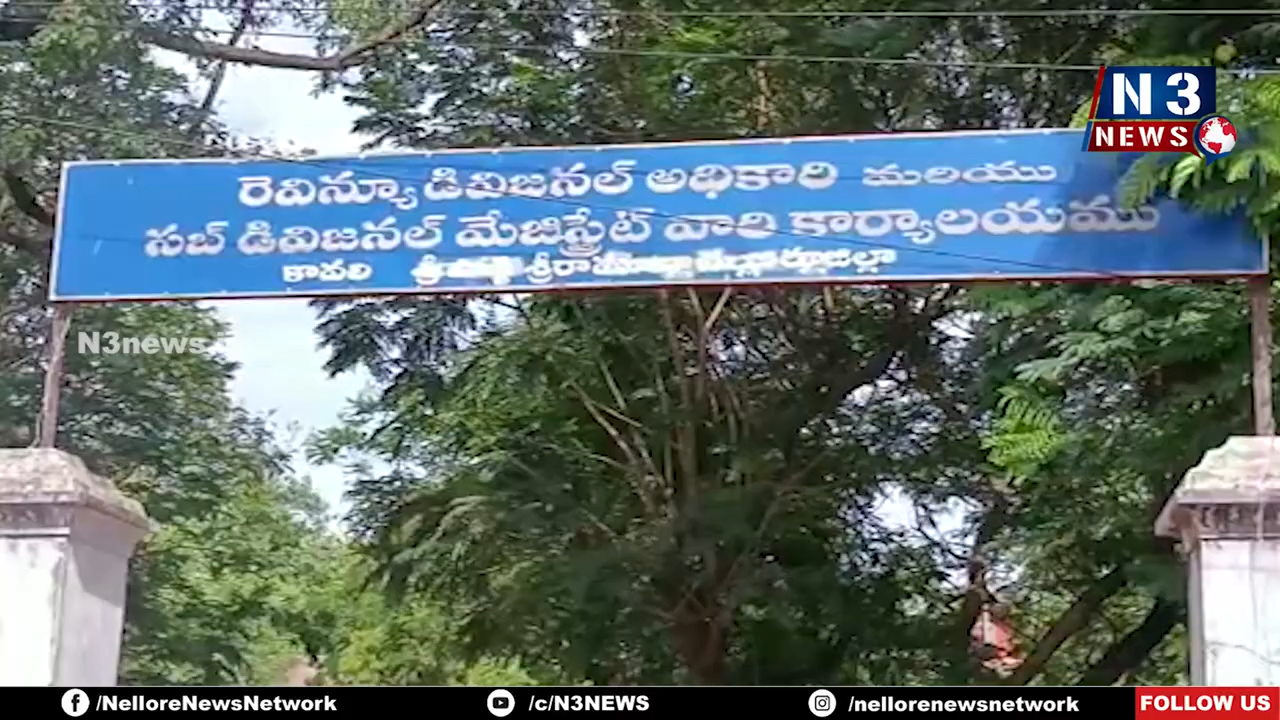 N3
NEWS
రెవిన్యూ డివిజనల్ అధికారి మరియు
సబ్ డివిజనల్ మేజిస్ట్రేట్ వారి కార్యాలయము
కావలి
N3news
/NelloreNewsNetwork
/c/N3NEWS
/nellorenewsnetwork
FOLLOW US